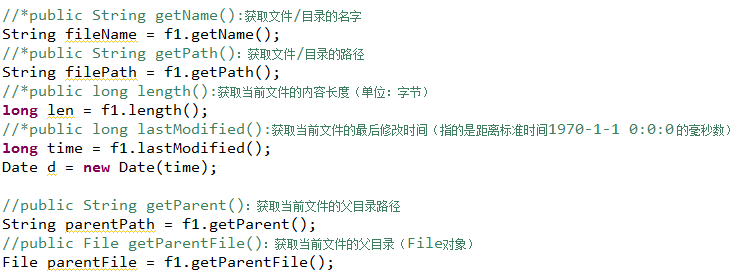 //*public String getName():获取文件/目录的名字
String fileName = f1.getName();
//*public String getPath()：获取文件/目录的路径
String filePath = f1.getPath();
//*public long length():获取当前文件的内容长度（单位：字节）
long len = f1.length();
//*public long lastModified():获取当前文件的最后修改时间（指的是距离标准时间1970-1-1 0:0:0的毫秒数）
long time = f1.lastModified();
Date d = new Date(time);
//public String getParent()：获取当前文件的父目录路径
String parentPath = f1.getParent();
//public File getParentFile()：获取当前文件的父目录（File对象）
File parentFile = f1.getParentFile();